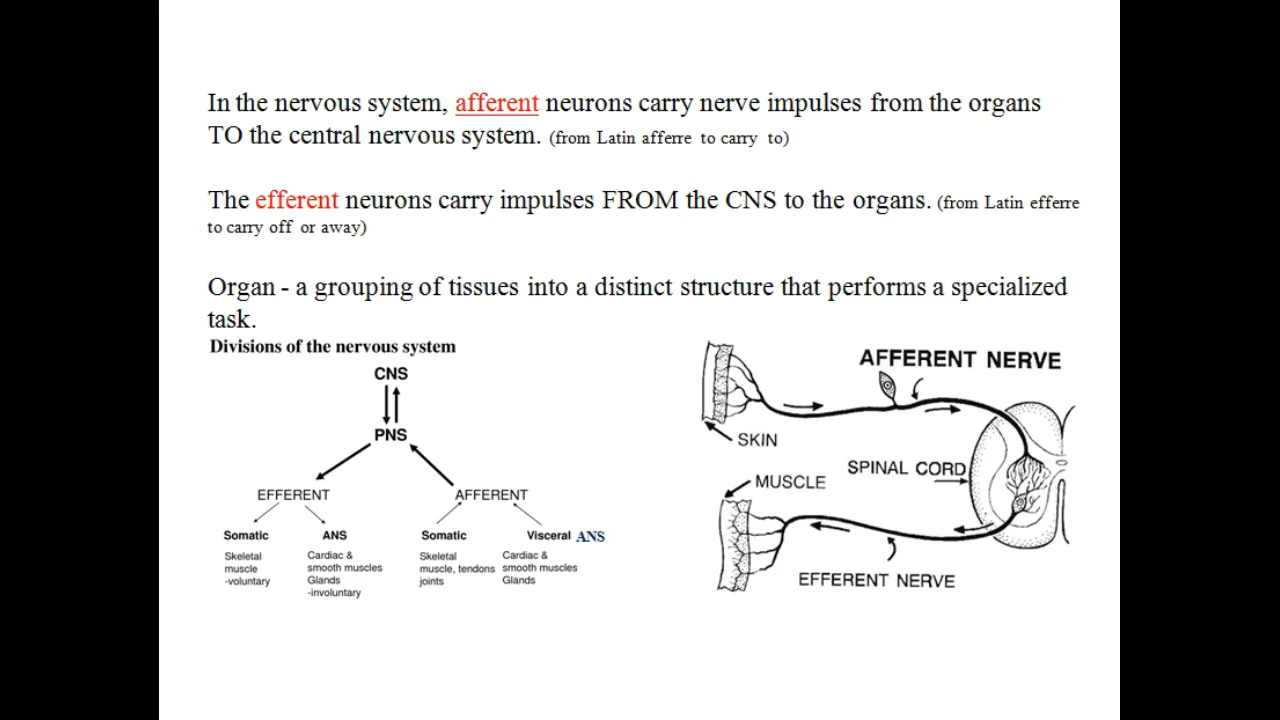 In the nervous system, afferent neurons carry nerve impulses from the organs
TO the central nervous system. (from Latin afferre to carry to)
The efferent neurons carry impulses FROM the CNS to the organs. (from Latin efferre
to carry off or away)
Organ - a grouping of tissues into a distinct structure that performs a specialized
task.
Divisions of the nervous system
CNS
PNS
EFFERENT
AFFERENT
Somatic
ANS
Somatic
Visceral ANS
Skeletal
muscle
-voluntary
Cardiac &
smooth muscles
Glands
-involuntary
Skeletal
muscle, tendons
joints
Cardiac &
smooth muscles
Glands
AFFERENT NERVE
SKIN
SPINAL CORD
MUSCLE
EFFERENT NERVE